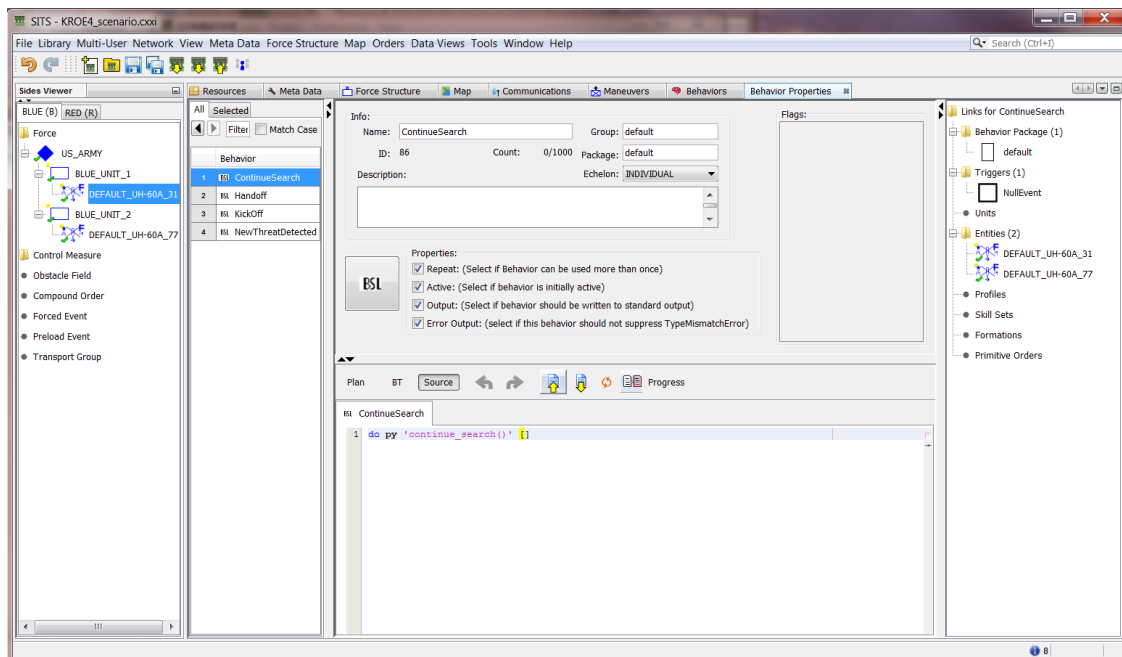 SITS - KROE4_scenario.cxxi
File Library Multi-User Network View Meta Data Force Structure Map Orders Data Views Tools Window Help
Search (Ctrl+I)
Sides Viewer
BLUE (B) RED (R)
Force
US_ARMY
BLUE_UNIT_1
DEFAULT_UH-60A_31
BLUE_UNIT_2
DEFAULT_UH-60A_77
Control Measure
Obstacle Field
Compound Order
Forced Event
Preload Event
Transport Group
Resources Meta Data Force Structure Map Communications Maneuvers Behaviors Behavior Properties
All Selected
Filter Match Case
Behavior
1 BSL ContinueSearch
2 BSL Handoff
3 BSL KickOff
4 BSL NewThreatDetected
Info:
Name: ContinueSearch Group: default
ID: 86 Count: 0/1000 Package: default
Description: Echelon: INDIVIDUAL
Flags:
Properties:
BSL
Repeat: (Select if Behavior can be used more than once)
Active: (Select if behavior is initially active)
Output: (Select if behavior should be written to standard output)
Error Output: (select if this behavior should not suppress TypeMismatchError)
Plan BT Source Progress
BSL ContinueSearch
1 do py 'continue_search()' []
Links for ContinueSearch
Behavior Package (1)
default
Triggers (1)
NullEvent
Units
Entities (2)
DEFAULT_UH-60A_31
DEFAULT_UH-60A_77
Profiles
Skill Sets
Formations
Primitive Orders
8